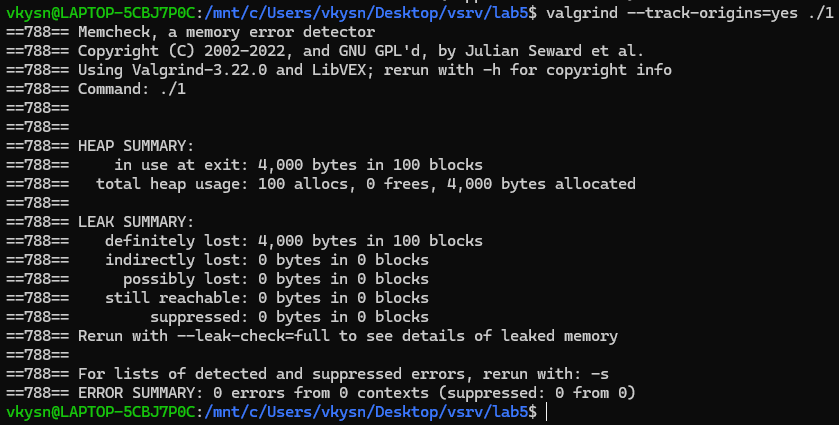 vkysn@LAPTOP-5CBJ7P0C:/mnt/c/Users/vkysn/Desktop/vsrv/lab5$ valgrind --track-origins=yes ./1
==788== Memcheck, a memory error detector
==788== Copyright (C) 2002-2022, and GNU GPL'd, by Julian Seward et al.
==788== Using Valgrind-3.22.0 and LibVEX; rerun with -h for copyright info
==788== Command: ./1
==788==
==788==
==788== HEAP SUMMARY:
==788==     in use at exit: 4,000 bytes in 100 blocks
==788==   total heap usage: 100 allocs, 0 frees, 4,000 bytes allocated
==788==
==788== LEAK SUMMARY:
==788==    definitely lost: 4,000 bytes in 100 blocks
==788==    indirectly lost: 0 bytes in 0 blocks
==788==      possibly lost: 0 bytes in 0 blocks
==788==    still reachable: 0 bytes in 0 blocks
==788==         suppressed: 0 bytes in 0 blocks
==788== Rerun with --leak-check=full to see details of leaked memory
==788==
==788== For lists of detected and suppressed errors, rerun with: -s
==788== ERROR SUMMARY: 0 errors from 0 contexts (suppressed: 0 from 0)
vkysn@LAPTOP-5CBJ7P0C:/mnt/c/Users/vkysn/Desktop/vsrv/lab5$